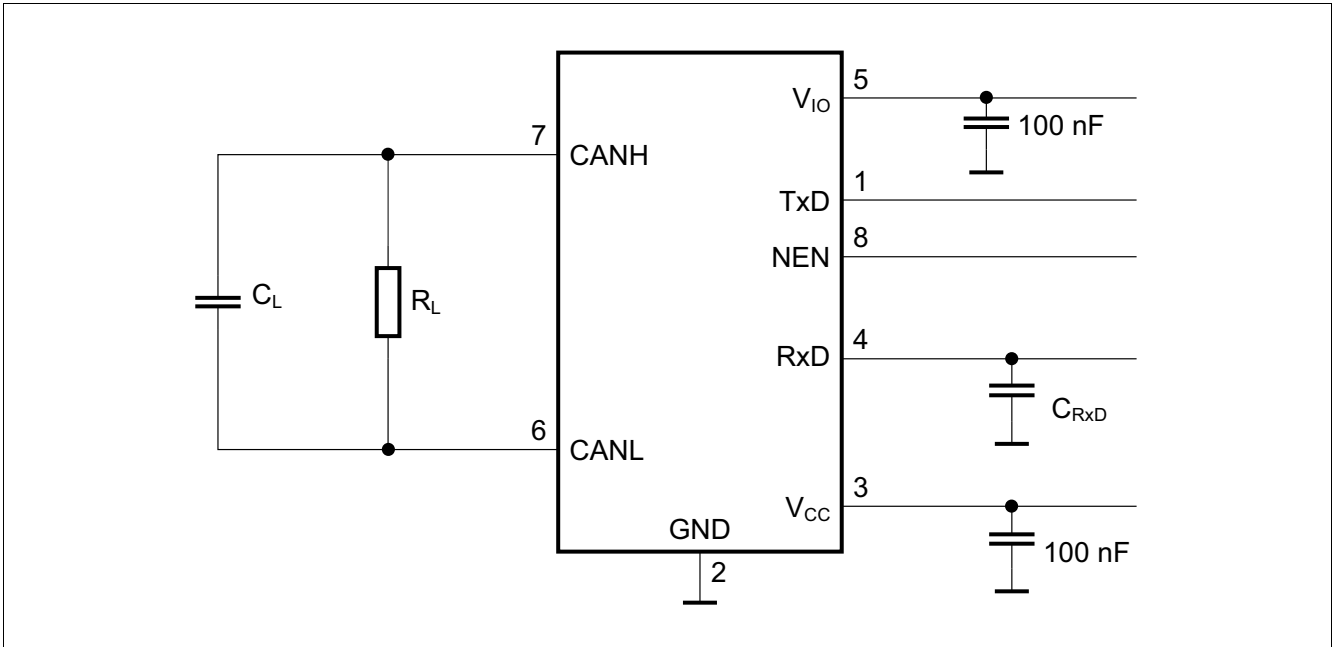 5
V_IO
100 nF
7
CANH
1
TxD
8
NEN
C_L
R_L
4
RxD
C_RxD
6
CANL
3
V_CC
GND
100 nF
2